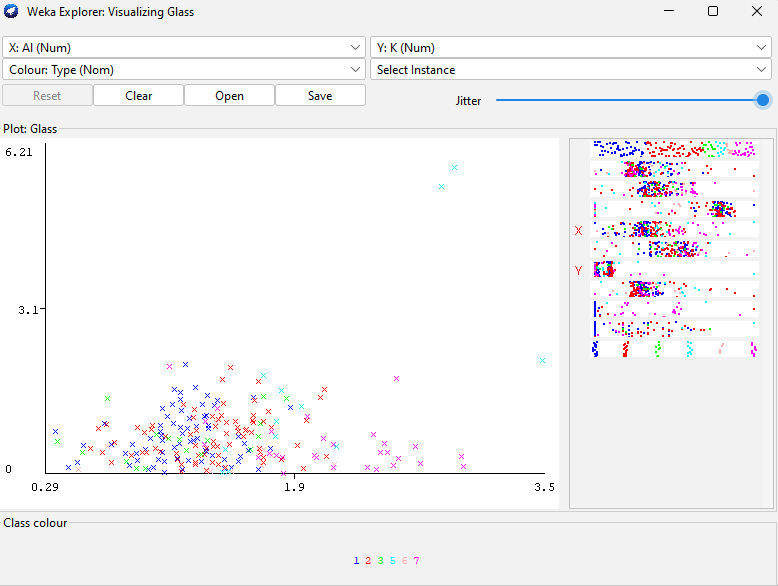 Weka Explorer: Visualizing Glass
X: Al (Num) Y: K (Num)
Colour: Type (Nom) Select Instance
Reset Clear Open Save Jitter
Plot: Glass
6.21
3.1
0
0.29 1.9 3.5
X
Y
Class colour
1 2 3 5 6 7